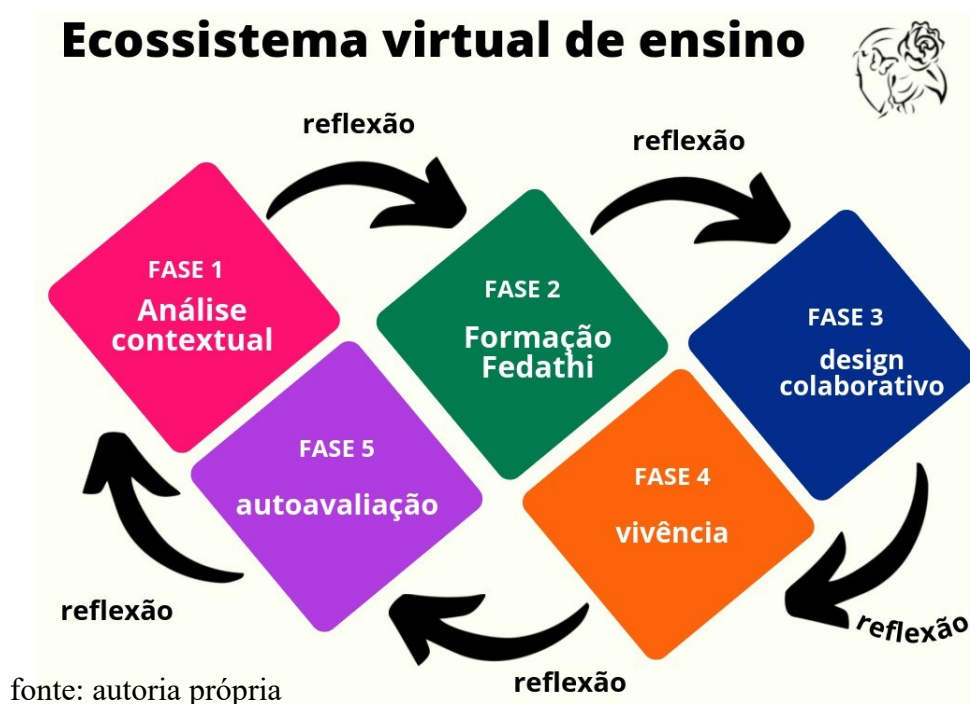 Ecossistema virtual de ensino
reflexão
reflexão
FASE 1
Análise
contextual
FASE 2
Formação
Fedathi
FASE 3
design
colaborativo
FASE 5
autoavaliação
FASE 4
vivência
reflexão
reflexão
reflexão
fonte: autoria própria